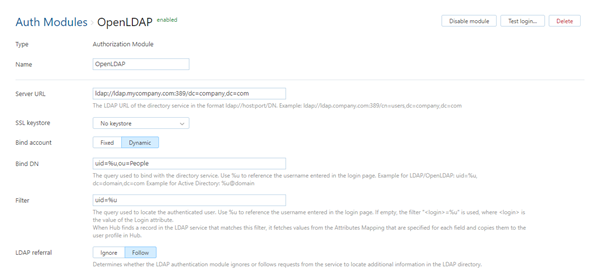 Auth Modules › OpenLDAP enabled
Disable module Test login... Delete
Type Authorization Module
Name OpenLDAP
Server URL ldap://ldap.mycompany.com:389/dc=company,dc=com
The LDAP URL of the directory service in the format ldap://host:port/DN. Example: ldap://ldap.company.com:389/cn=users,dc=company,dc=com
SSL keystore No keystore
Bind account Fixed Dynamic
Bind DN uid=%u,ou=People
The query used to bind with the directory service. Use %u to reference the username entered in the login page. Example for LDAP/OpenLDAP: uid=%u,
dc=domain,dc=com Example for Active Directory: %u@domain
Filter uid=%u
The query used to locate the authenticated user. Use %u to reference the username entered in the login page. If empty, the filter "<login>=%u" is used, where <login> is
the value of the Login attribute.
When Hub finds a record in the LDAP service that matches this filter, it fetches values from the Attributes Mapping that are specified for each field and copies them to the
user profile in Hub.
LDAP referral Ignore Follow
Determines whether the LDAP authentication module ignores or follows requests from the service to locate additional information in the LDAP directory.